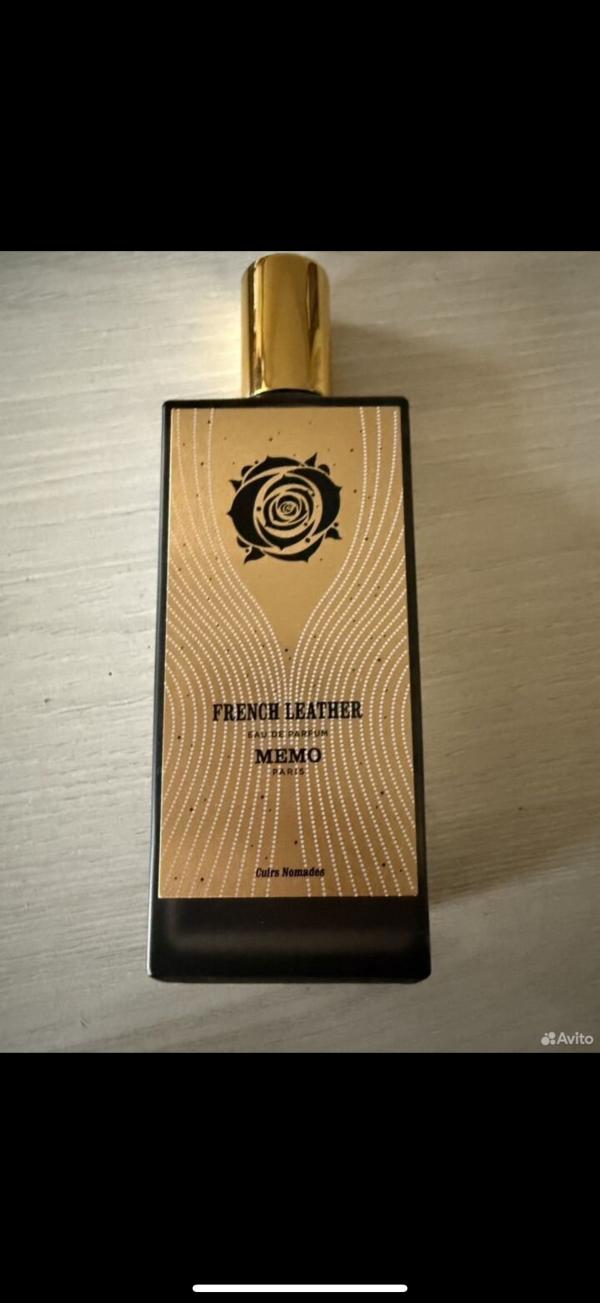 FRENCH LEATHER
EAU DE PARFUM
MEMO
PARIS
Cuirs Nomades
Avito